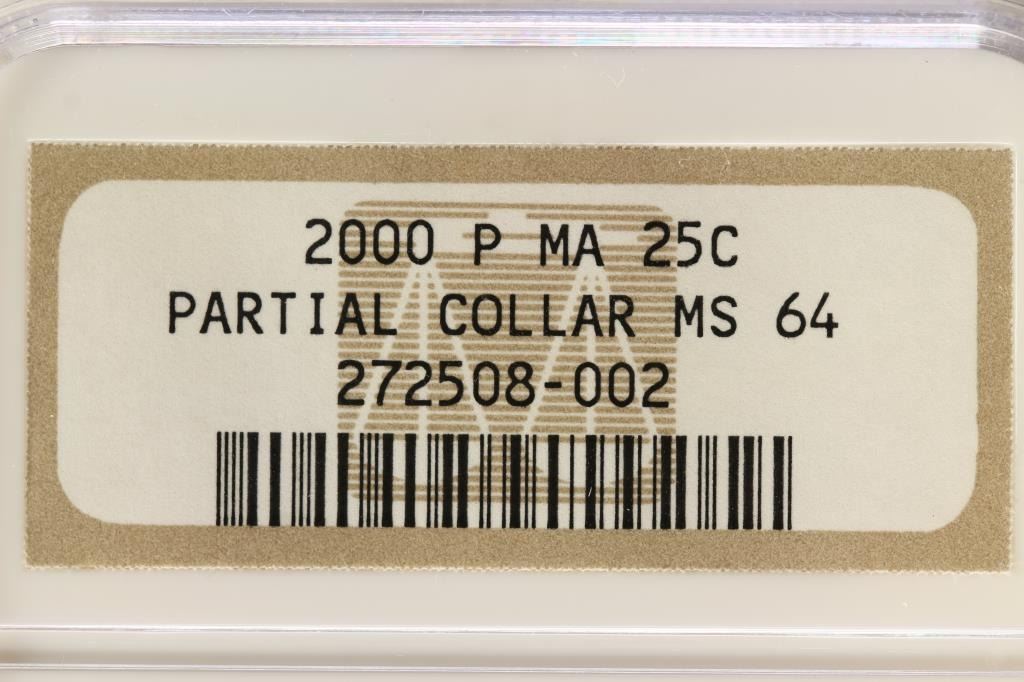 2000 P MA 25C
PARTIAL COLLAR MS 64
272508-002